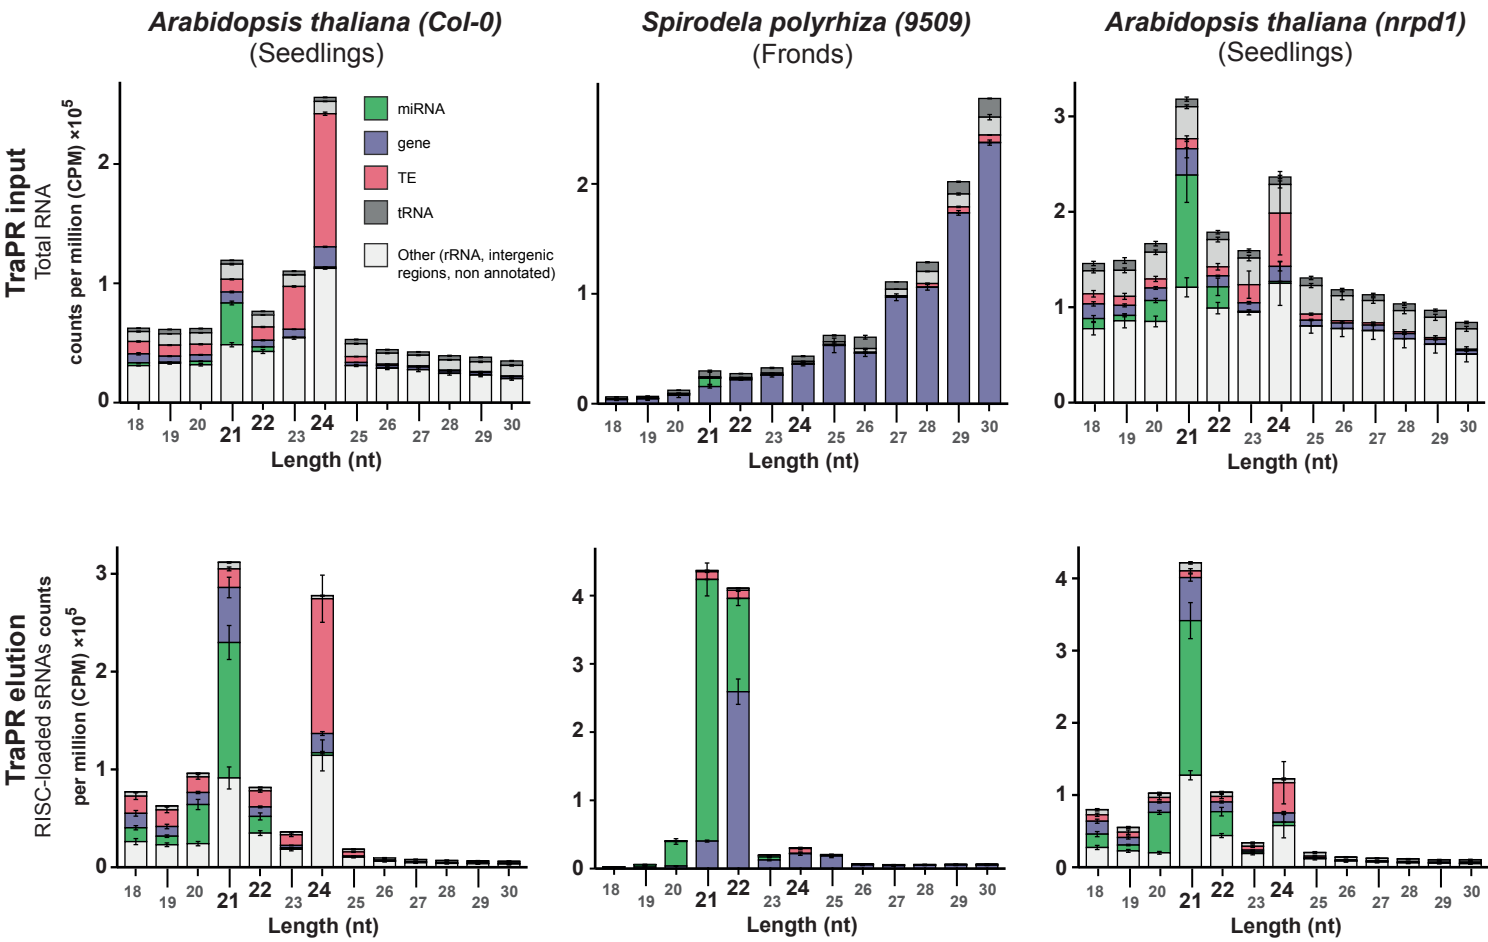 Arabidopsis thaliana (Col-0)
(Seedlings)
Spirodela polyrhiza (9509)
(Fronds)
Arabidopsis thaliana (nrpd1)
(Seedlings)
TraPR input
Total RNA
counts per million (CPM) ×10⁵
2
1
0
miRNA
gene
TE
tRNA
Other (rRNA, intergenic
regions, non annotated)
18 19 20 21 22 23 24 25 26 27 28 29 30
Length (nt)
2
1
0
18 19 20 21 22 23 24 25 26 27 28 29 30
Length (nt)
3
2
1
0
18 19 20 21 22 23 24 25 26 27 28 29 30
Length (nt)
TraPR elution
RISC-loaded sRNAs counts
per million (CPM) ×10⁵
3
2
1
0
18 19 20 21 22 23 24 25 26 27 28 29 30
Length (nt)
4
3
2
1
0
18 19 20 21 22 23 24 25 26 27 28 29 30
Length (nt)
4
3
2
1
0
18 19 20 21 22 23 24 25 26 27 28 29 30
Length (nt)